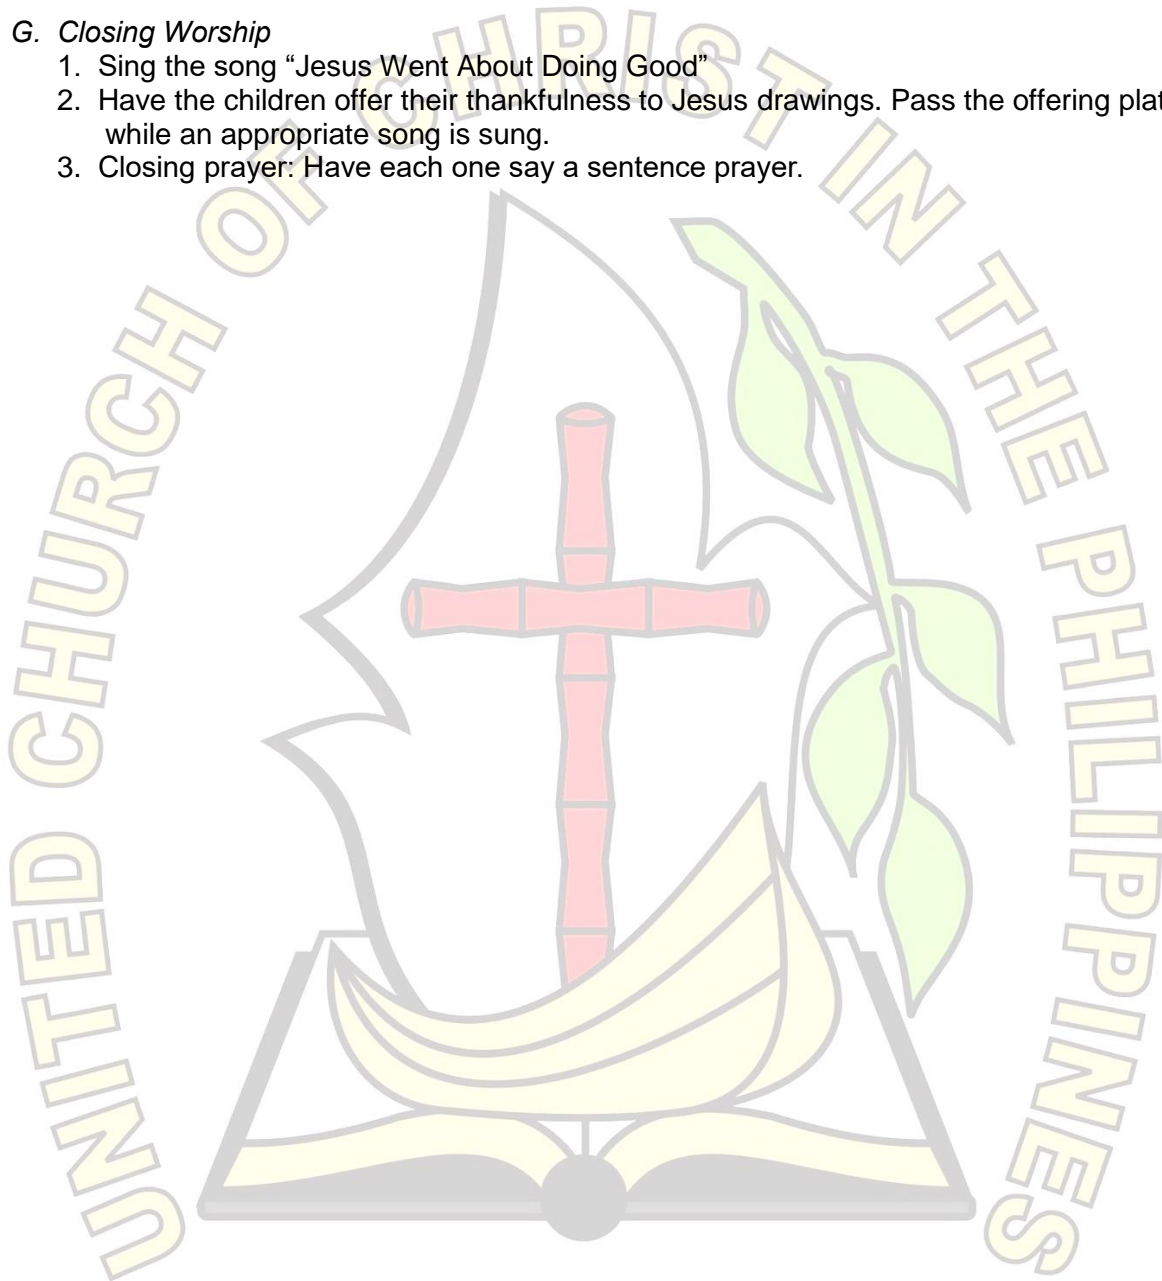 G. Closing Worship
1. Sing the song “Jesus Went About Doing Good”
2. Have the children offer their thankfulness to Jesus drawings. Pass the offering
while an appropriate song is sung.
3. Closing prayer: Have each one say a sentence prayer.
UNITED CHURCH OF CHRIST IN THE PHILIPPINES